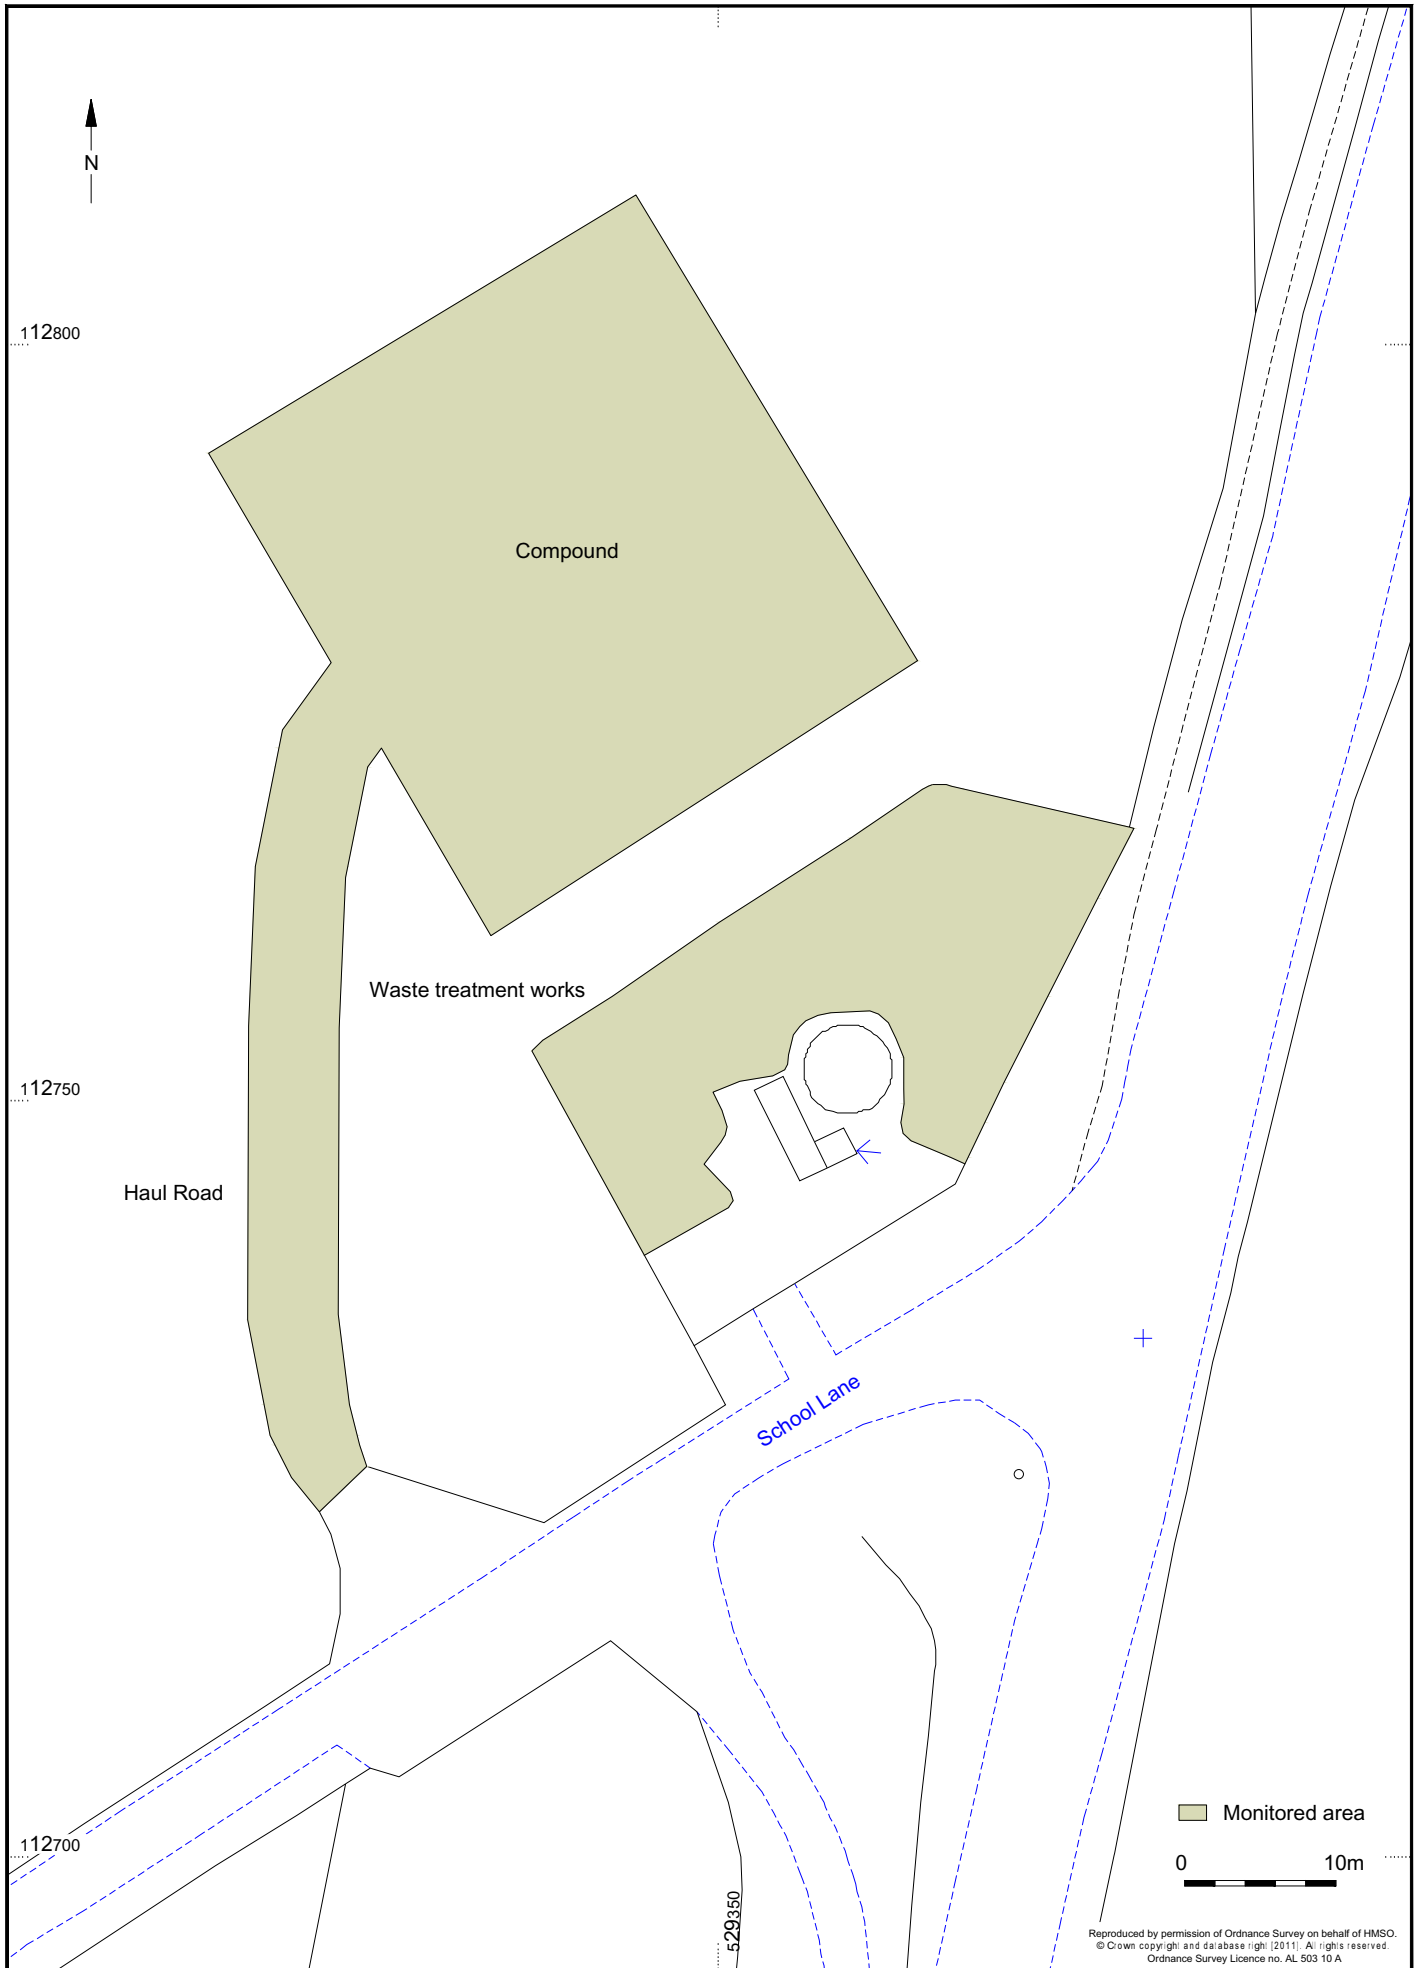 N
112800
Compound
Waste treatment works
112750
Haul Road
School Lane
Monitored area
0 10m
112700
529350
Reproduced by permission of Ordnance Survey on behalf of HMSO.
© Crown copyright and database right [2011]. All rights reserved.
Ordnance Survey Licence no. AL 503 10 A